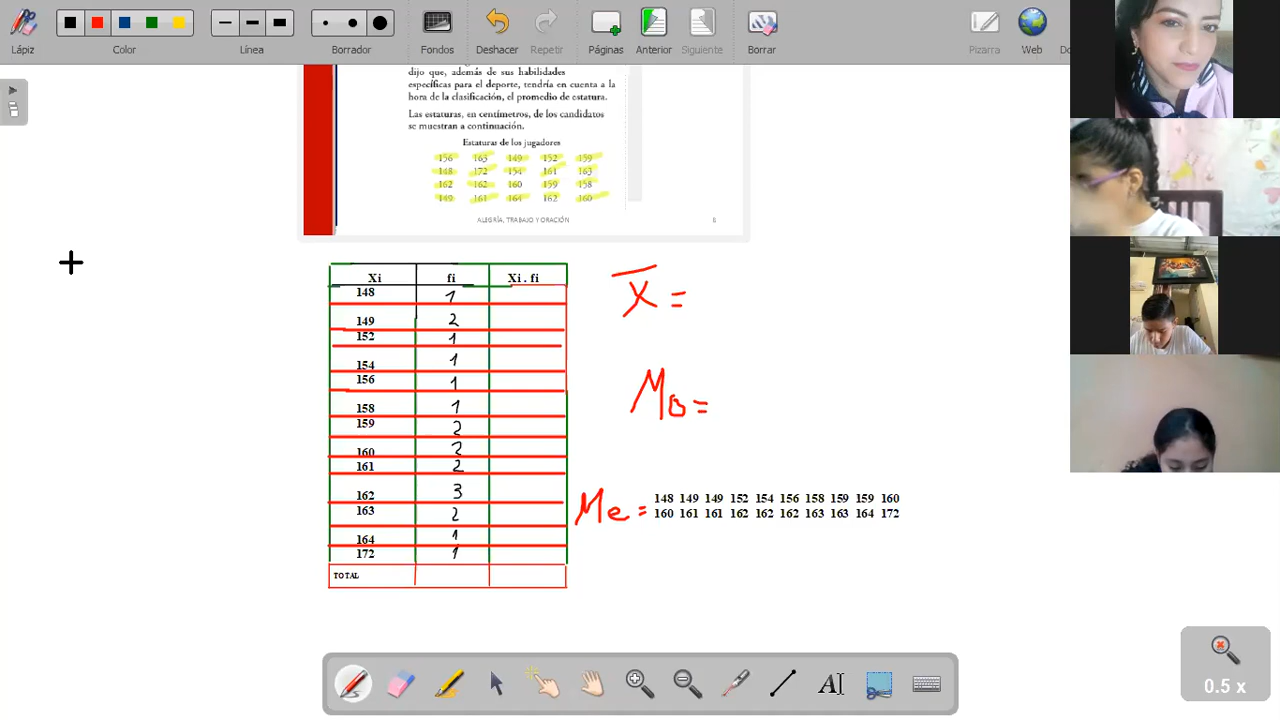 Lápiz Color Línea Borrador Fondos Deshacer Repetir Páginas Anterior Siguiente Borrar Pizarra Web
dijo que, además de sus habilidades
específicas para el deporte, tendría en cuenta a la
hora de la clasificación, el promedio de estatura.
Las estaturas, en centímetros, de los candidatos
se muestran a continuación.
Estaturas de los jugadores
156 163 149 152 159
148 172 154 161 163
162 162 160 159 158
149 161 164 162 160
ALEGRÍA, TRABAJO Y ORACIÓN
Xi fi Xi . fi
148 1
149 2
152 1
154 1
156 1
158 1
159 2
160 2
161 2
162 3
163 2
164 1
172 1
TOTAL
X̅ =
Mo =
Me = 148 149 149 152 154 156 158 159 159 160
160 161 161 162 162 162 163 163 164 172
0.5 x